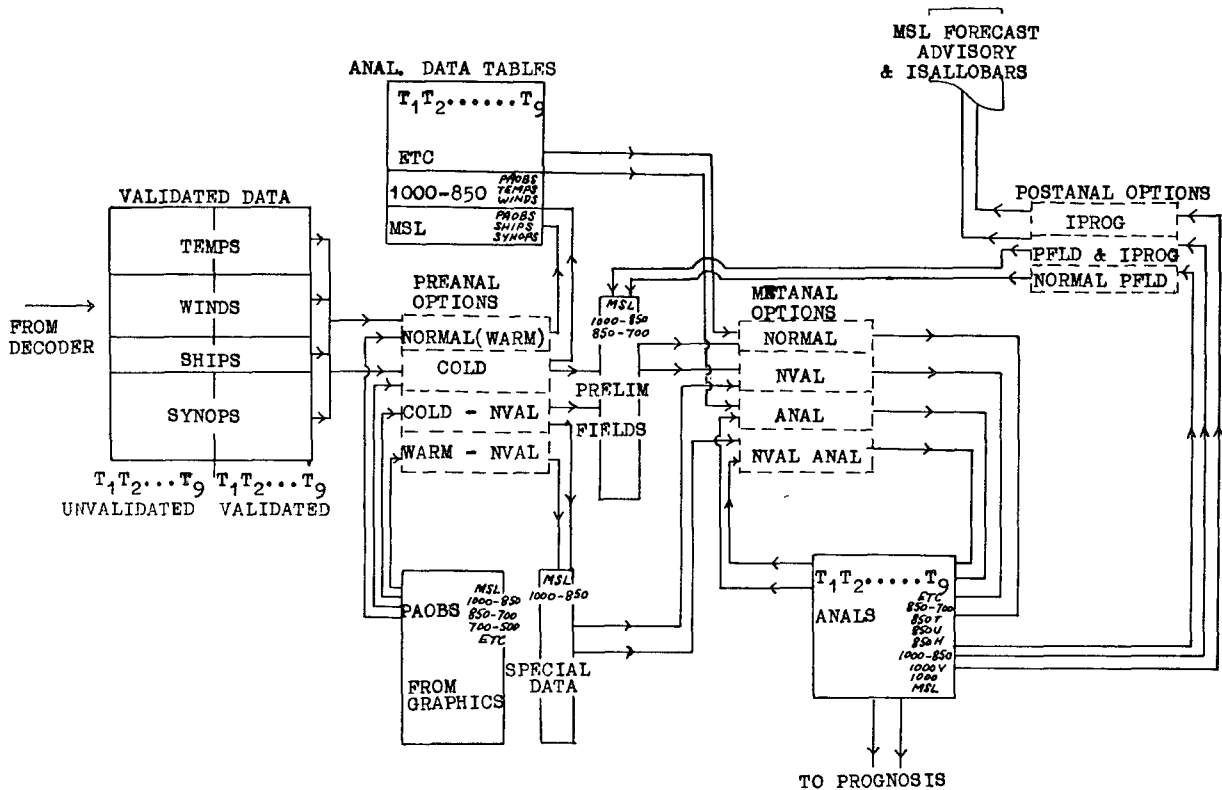 MSL FORECAST
ADVISORY
& ISALLOBARS
ANAL. DATA TABLES
T1T2......T9
ETC
1000-850
PAOBS
TEMPS
WINDS
MSL
PAOBS
SHIPS
SYNOPS
VALIDATED DATA
TEMPS
WINDS
SHIPS
SYNOPS
FROM
DECODER
T1T2...T9
T1T2...T9
UNVALIDATED
VALIDATED
PREANAL
OPTIONS
NORMAL(WARM)
COLD
COLD - NVAL
WARM - NVAL
MSL
1000-850
850-700
PRELIM
FIELDS
METANAL
OPTIONS
NORMAL
NVAL
ANAL
NVAL ANAL
POSTANAL OPTIONS
IPROG
PFLD & IPROG
NORMAL PFLD
PAOBS
MSL
1000-850
850-700
700-500
ETC
FROM
GRAPHICS
MSL
1000-850
SPECIAL
DATA
T1T2.....T9
ANALS
ETC
850-700
850T
850U
850H
1000-850
1000V
1000
MSL
TO PROGNOSIS